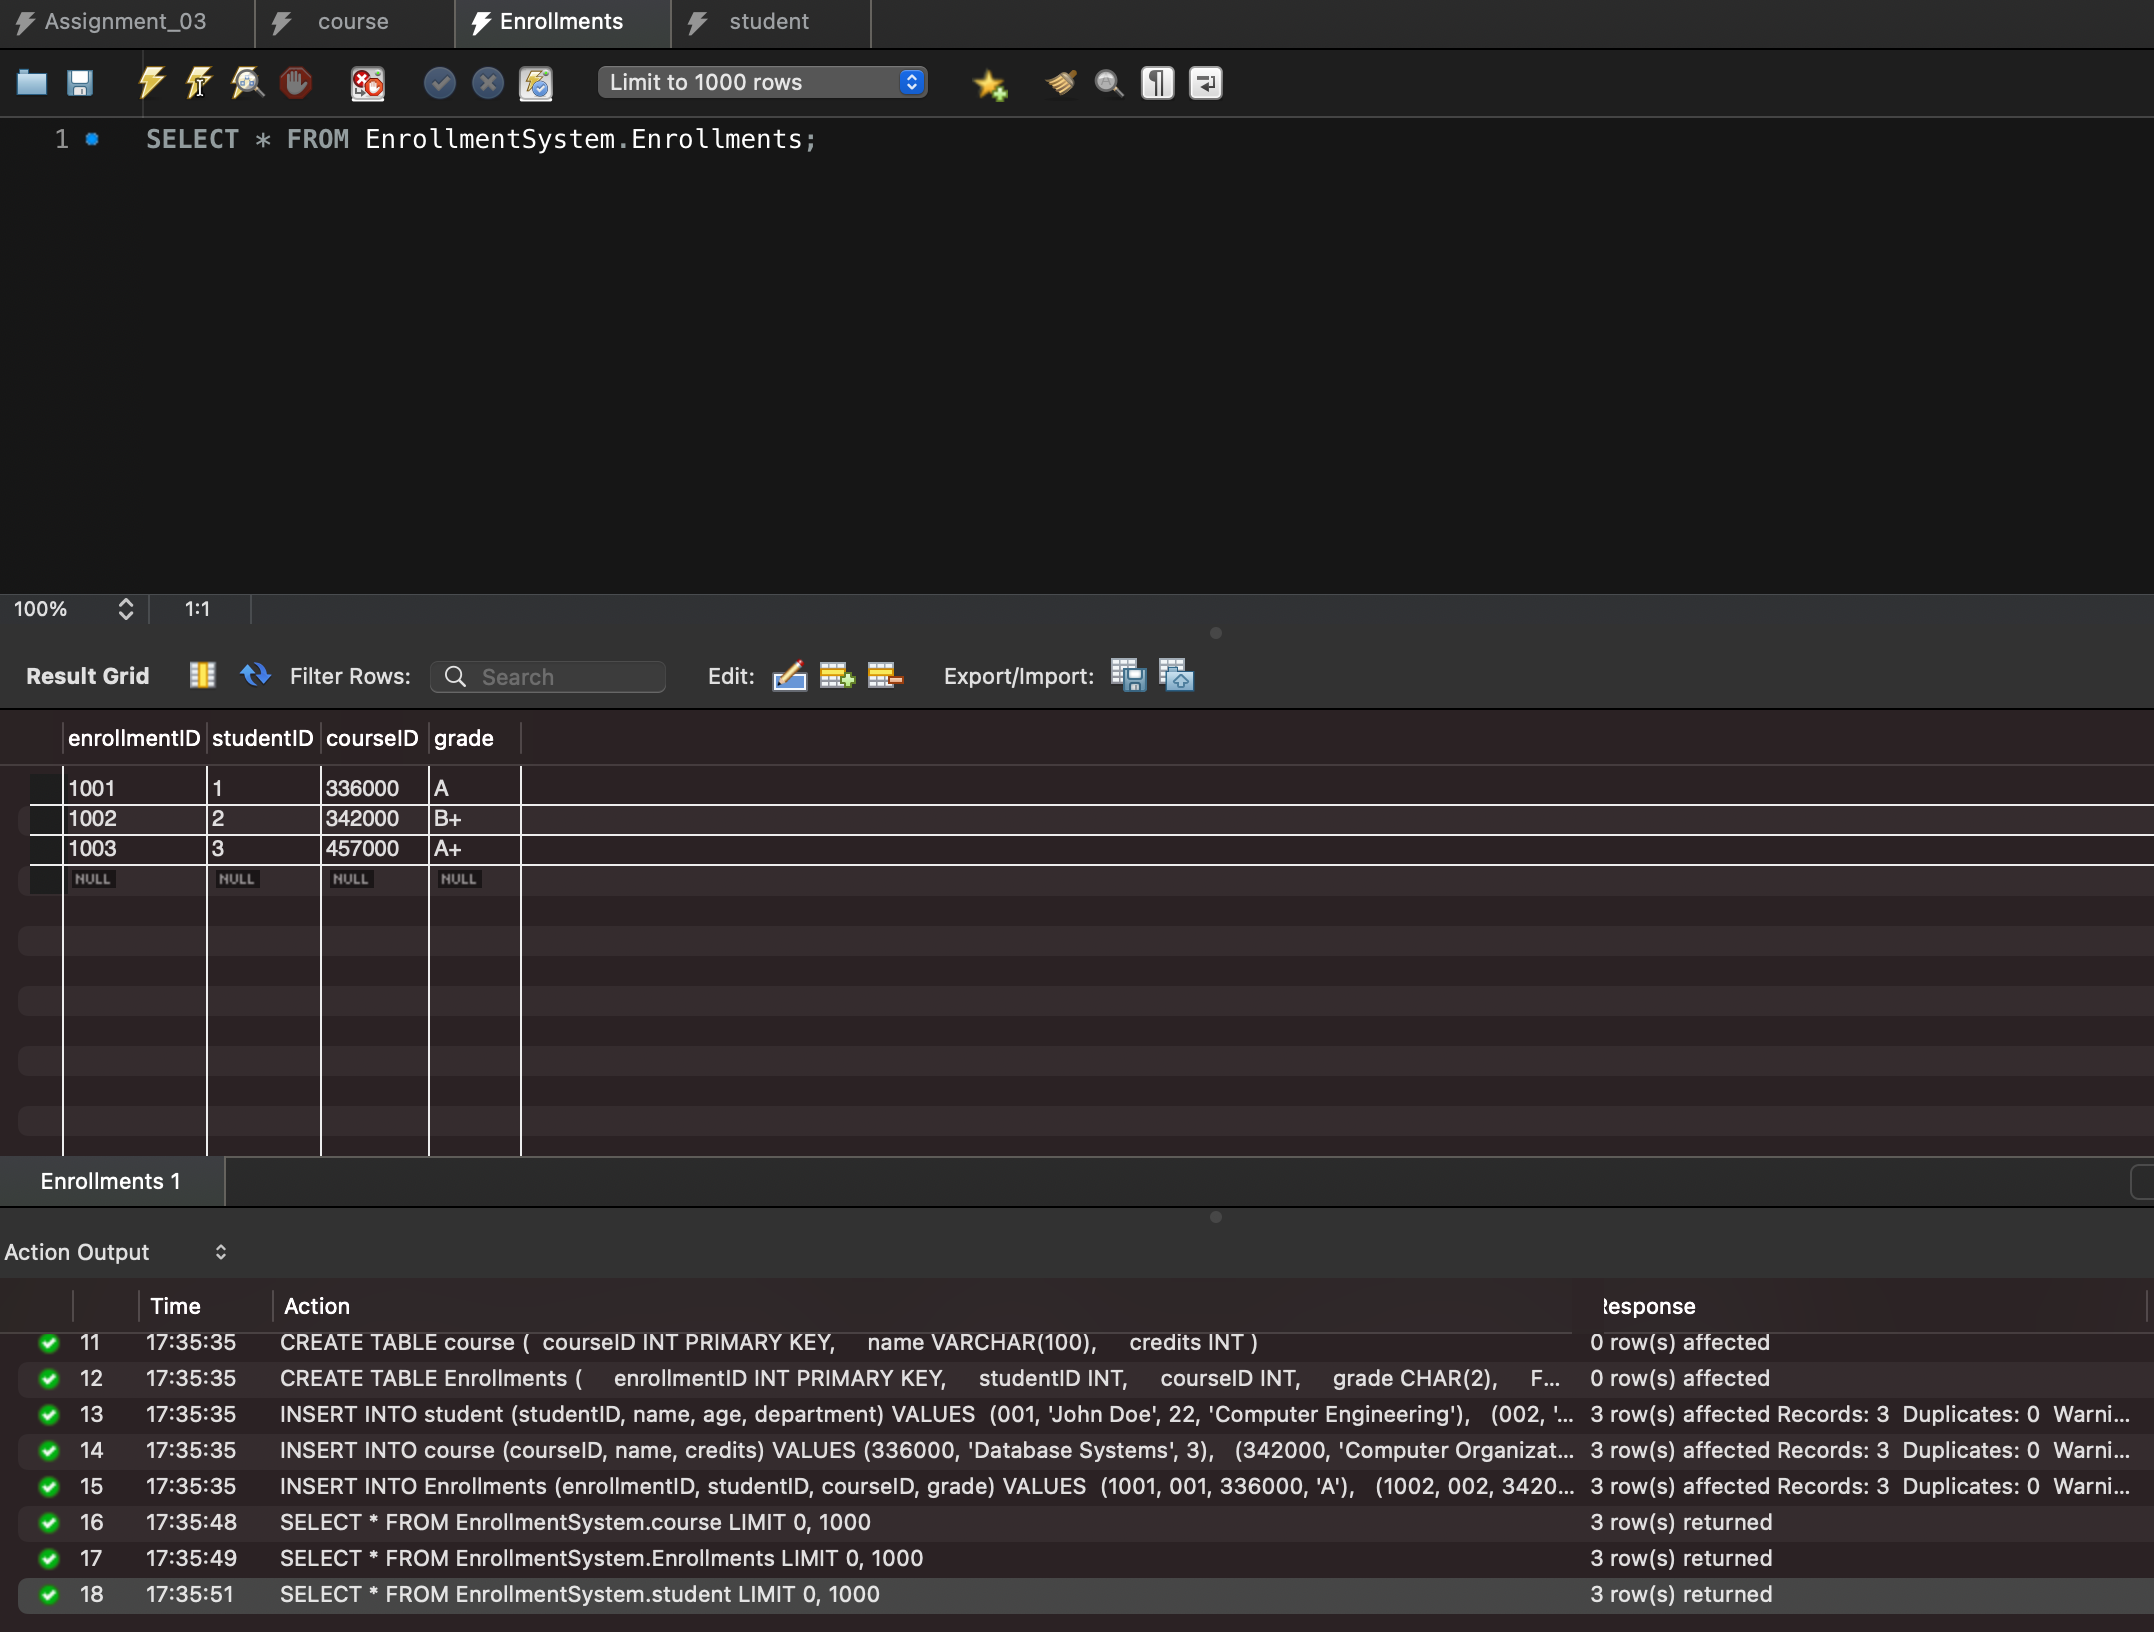 Assignment_03 course Enrollments student
Limit to 1000 rows
1 SELECT * FROM EnrollmentSystem.Enrollments;
100% 1:1
Result Grid Filter Rows: Search Edit: Export/Import:
enrollmentID studentID courseID grade
1001 1 336000 A
1002 2 342000 B+
1003 3 457000 A+
NULL NULL NULL NULL
Enrollments 1
Action Output
Time Action Response
11 17:35:35 CREATE TABLE course ( courseID INT PRIMARY KEY, name VARCHAR(100), credits INT ) 0 row(s) affected
12 17:35:35 CREATE TABLE Enrollments ( enrollmentID INT PRIMARY KEY, studentID INT, courseID INT, grade CHAR(2), F... 0 row(s) affected
13 17:35:35 INSERT INTO student (studentID, name, age, department) VALUES (001, 'John Doe', 22, 'Computer Engineering'), (002, '... 3 row(s) affected Records: 3 Duplicates: 0 Warni...
14 17:35:35 INSERT INTO course (courseID, name, credits) VALUES (336000, 'Database Systems', 3), (342000, 'Computer Organizat... 3 row(s) affected Records: 3 Duplicates: 0 Warni...
15 17:35:35 INSERT INTO Enrollments (enrollmentID, studentID, courseID, grade) VALUES (1001, 001, 336000, 'A'), (1002, 002, 3420... 3 row(s) affected Records: 3 Duplicates: 0 Warni...
16 17:35:48 SELECT * FROM EnrollmentSystem.course LIMIT 0, 1000 3 row(s) returned
17 17:35:49 SELECT * FROM EnrollmentSystem.Enrollments LIMIT 0, 1000 3 row(s) returned
18 17:35:51 SELECT * FROM EnrollmentSystem.student LIMIT 0, 1000 3 row(s) returned